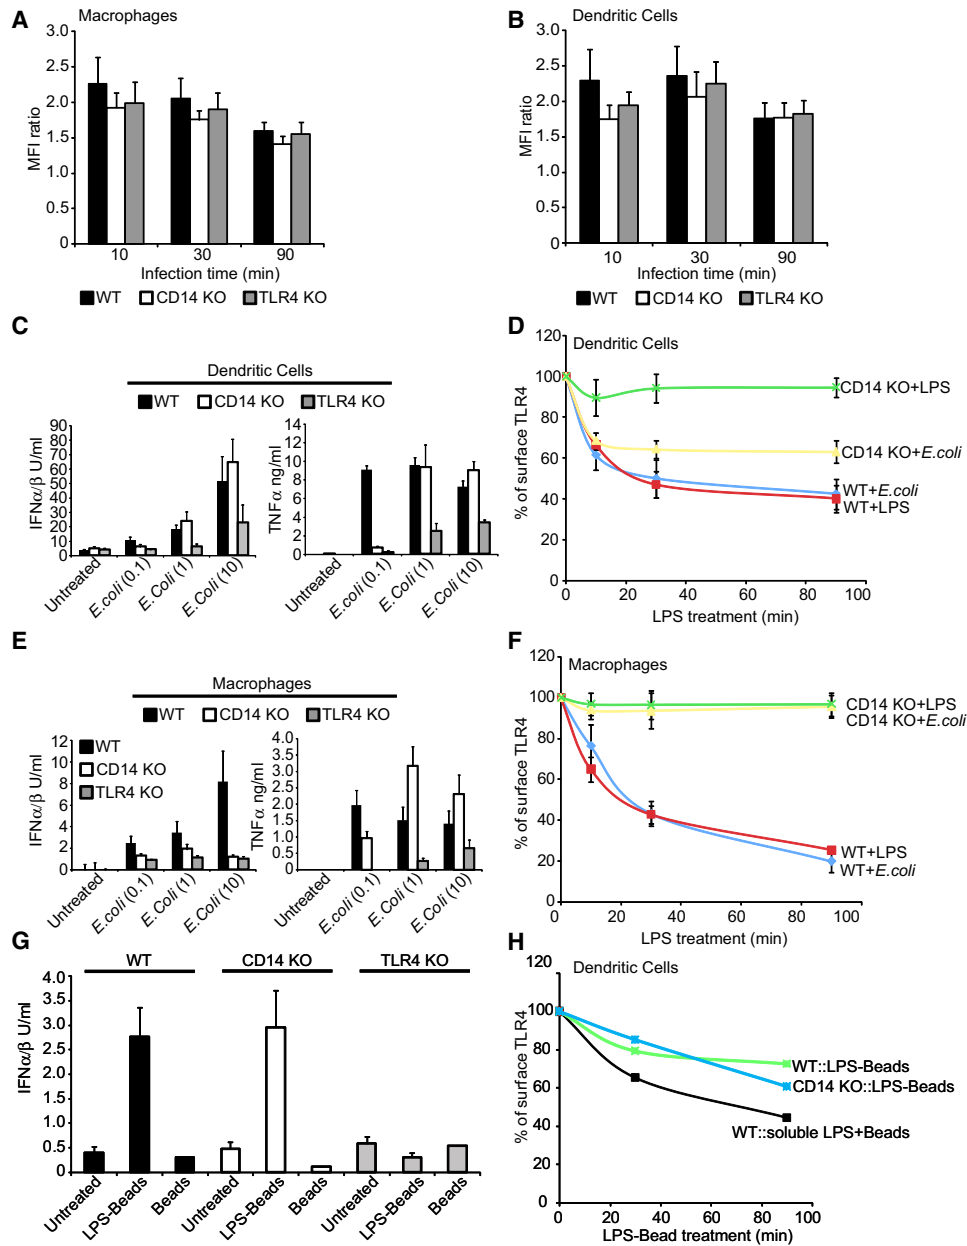 A
Macrophages
MFI ratio
3.0
2.5
2.0
1.5
1.0
0.5
0
10
30
90
Infection time (min)
WT
CD14 KO
TLR4 KO
B
Dendritic Cells
MFI ratio
3.0
2.5
2.0
1.5
1.0
0.5
0
10
30
90
Infection time (min)
WT
CD14 KO
TLR4 KO
C
Dendritic Cells
WT
CD14 KO
TLR4 KO
IFNα/β U/ml
90
80
70
60
50
40
30
20
10
0
Untreated
E.coli (0.1)
E.Coli (1)
E.Coli (10)
TNFα ng/ml
14
12
10
8
6
4
2
0
Untreated
E.coli (0.1)
E.Coli (1)
E.Coli (10)
D
Dendritic Cells
% of surface TLR4
120
100
80
60
40
20
0
0
20
40
60
80
100
LPS treatment (min)
CD14 KO+LPS
CD14 KO+E.coli
WT+E.coli
WT+LPS
E
Macrophages
WT
CD14 KO
TLR4 KO
IFNα/β U/ml
12
10
8
6
4
2
0
WT
CD14 KO
TLR4 KO
Untreated
E.coli (0.1)
E.Coli (1)
E.coli (10)
TNFα ng/ml
4.0
3.5
3.0
2.5
2.0
1.5
1.0
0.5
0
Untreated
E.coli (0.1)
E.Coli (1)
E.coli (10)
F
Macrophages
% of surface TLR4
120
100
80
60
40
20
0
0
20
40
60
80
100
LPS treatment (min)
CD14 KO+LPS
CD14 KO+E.coli
WT+LPS
WT+E.coli
G
WT
CD14 KO
TLR4 KO
IFNα/β U/ml
4.0
3.5
3.0
2.5
2.0
1.5
1.0
0.5
0
Untreated
LPS-Beads
Beads
Untreated
LPS-Beads
Beads
Untreated
LPS-Beads
Beads
H
Dendritic Cells
% of surface TLR4
120
100
80
60
40
20
0
0
20
40
60
80
100
LPS-Bead treatment (min)
WT::LPS-Beads
CD14 KO::LPS-Beads
WT::soluble LPS+Beads